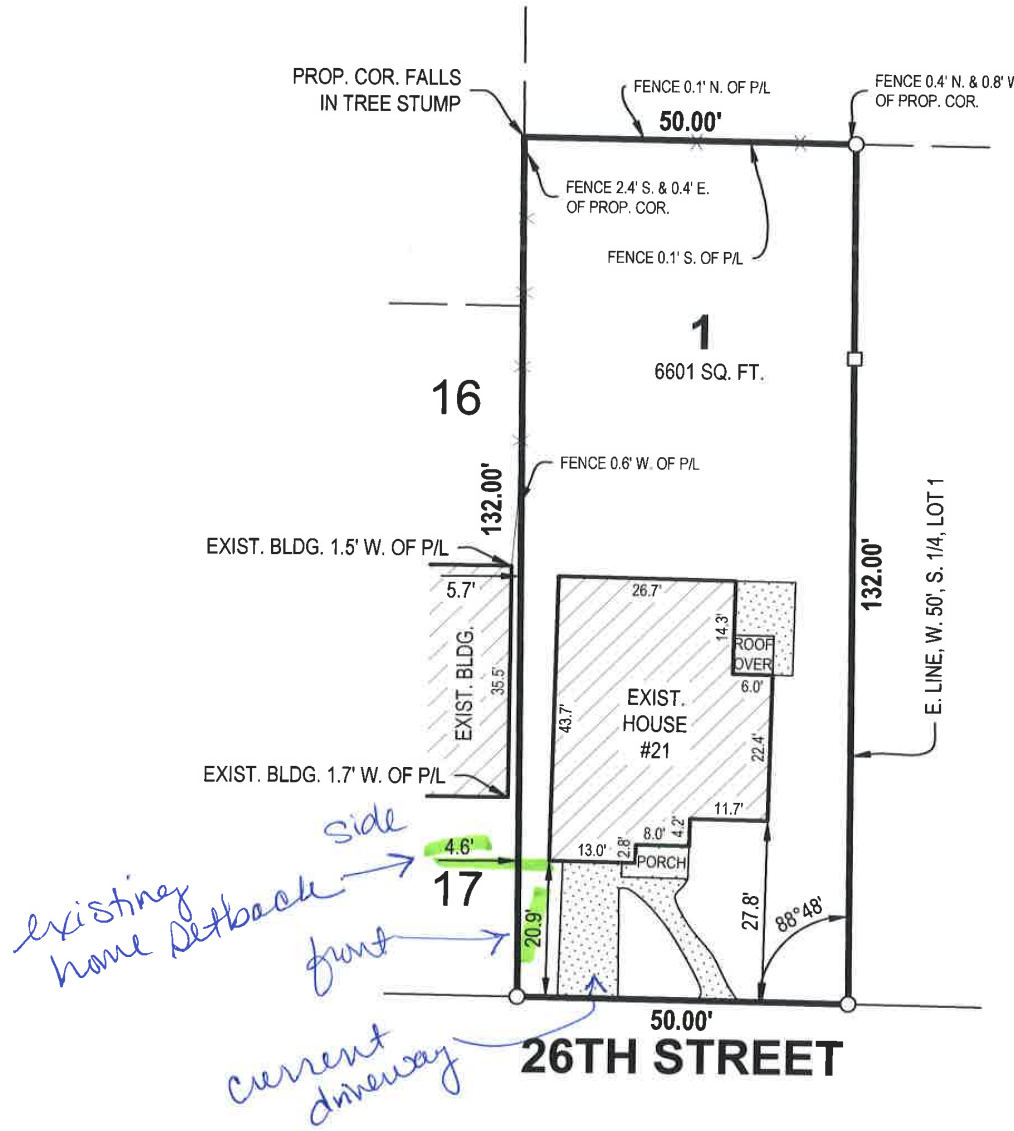 PROP. COR. FALLS
IN TREE STUMP
FENCE 0.1' N. OF P/L
50.00'
FENCE 0.4' N. & 0.8'
OF PROP. COR.
FENCE 2.4' S. & 0.4' E.
OF PROP. COR.
FENCE 0.1' S. OF P/L
1
6601 SQ. FT.
16
132.00'
FENCE 0.6' W. OF P/L
E. LINE, W. 50', S. 1/4, LOT 1
132.00'
EXIST. BLDG. 1.5' W. OF P/L
5.7'
EXIST. BLDG.
35.5'
26.7'
14.3'
ROOF
OVER
6.0'
43.7'
EXIST.
HOUSE
#21
22.4'
EXIST. BLDG. 1.7' W. OF P/L
11.7'
4.2'
8.0'
2.8'
13.0'
PORCH
side
4.6'
17
existing
home setback
front
20.9'
27.8'
88°48'
50.00'
26TH STREET
current
driveway